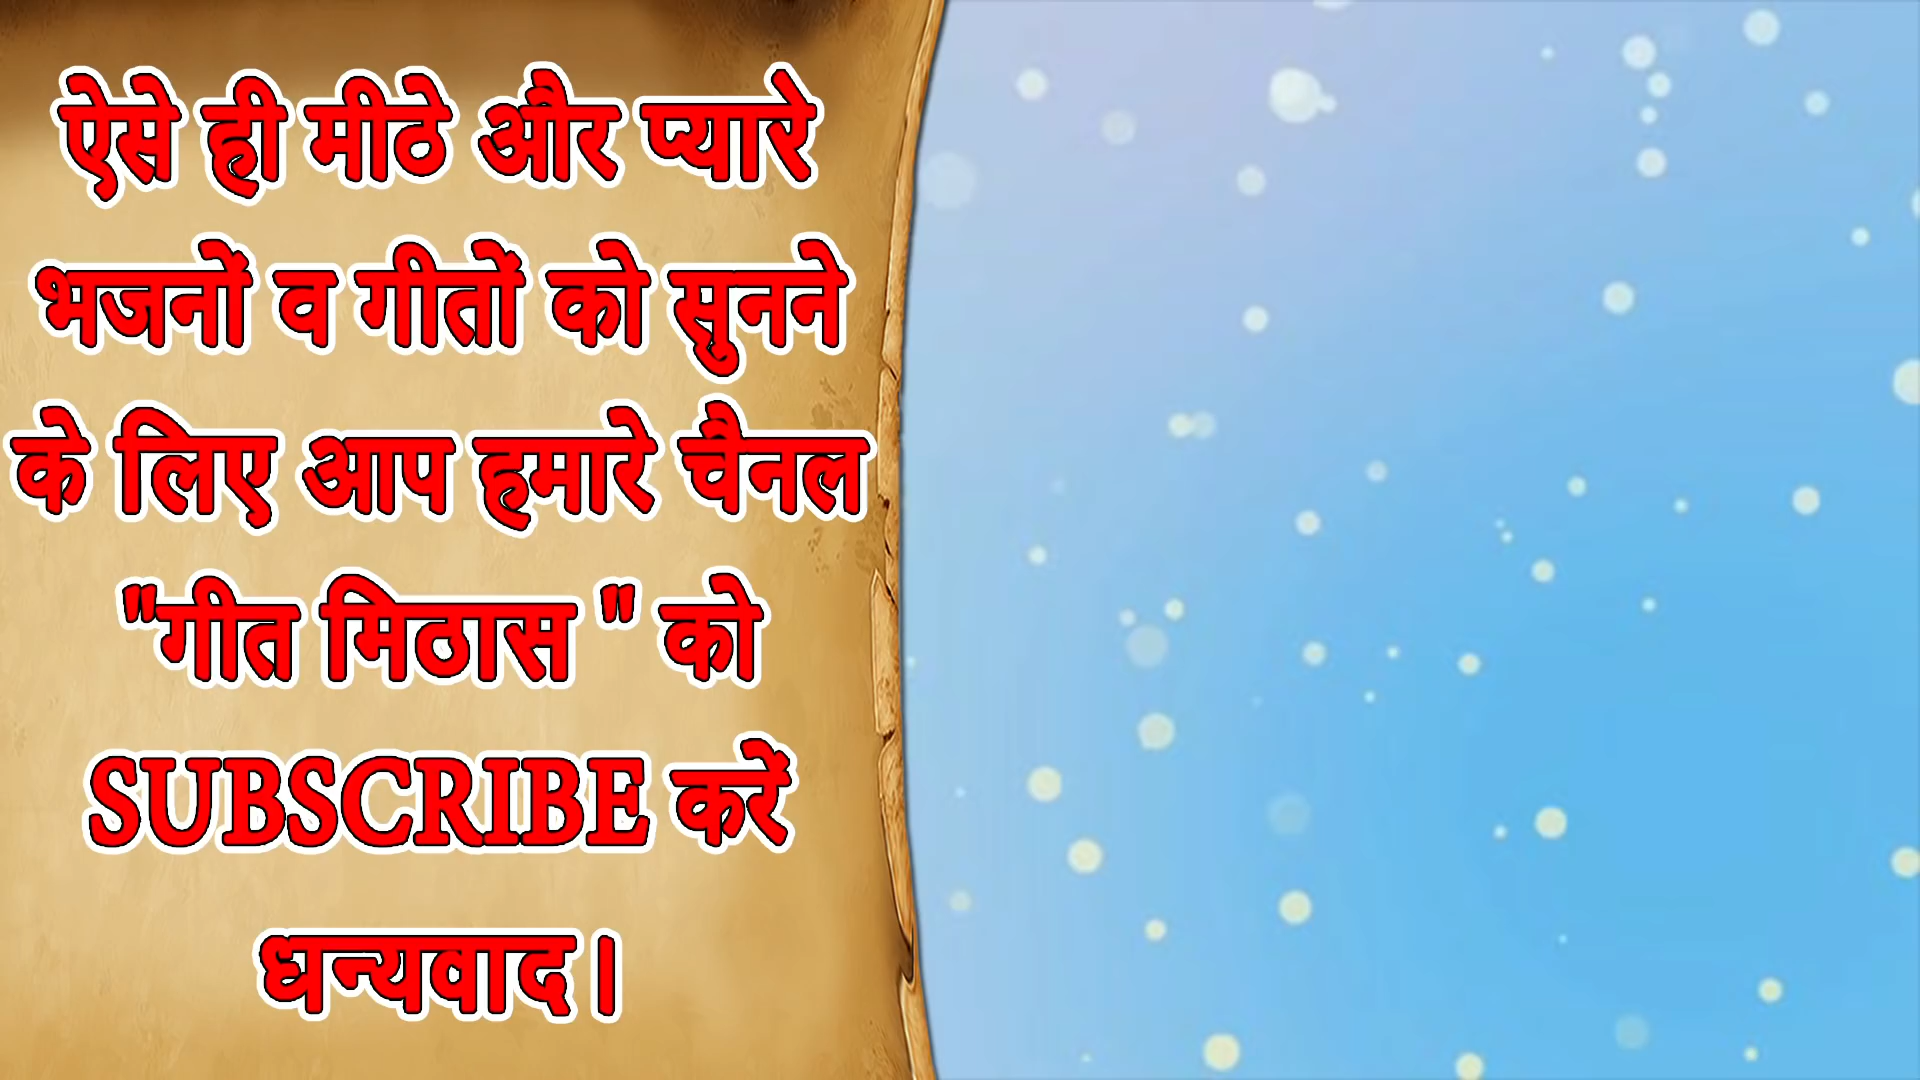 ऐसे ही मीठे और प्यारे
भजनों व गीतों को सुनने
के लिए आप हमारे चैनल
"गीत मिठास " को
SUBSCRIBE करें
धन्यवाद।